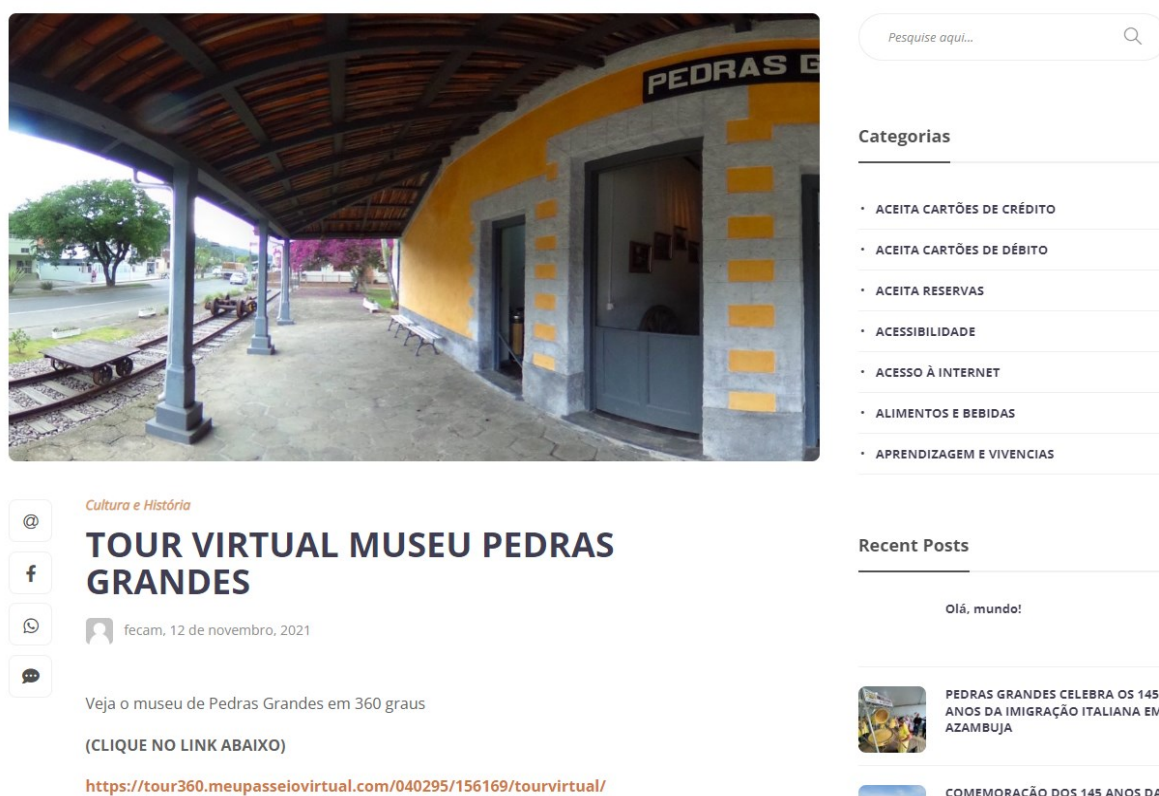 PEDRAS G
Cultura e História
TOUR VIRTUAL MUSEU PEDRAS
GRANDES
fecam, 12 de novembro, 2021
Veja o museu de Pedras Grandes em 360 graus
(CLIQUE NO LINK ABAIXO)
https://tour360.meupasseiovirtual.com/040295/156169/tourvirtual/
Pesquise aqui...
Categorias
ACEITA CARTÕES DE CRÉDITO
ACEITA CARTÕES DE DÉBITO
ACEITA RESERVAS
ACESSIBILIDADE
ACESSO À INTERNET
ALIMENTOS E BEBIDAS
APRENDIZAGEM E VIVENCIAS
Recent Posts
Olá, mundo!
PEDRAS GRANDES CELEBRA OS 145
ANOS DA IMIGRAÇÃO ITALIANA EM
AZAMBUJA
COMEMORAÇÃO DOS 145 ANOS DA